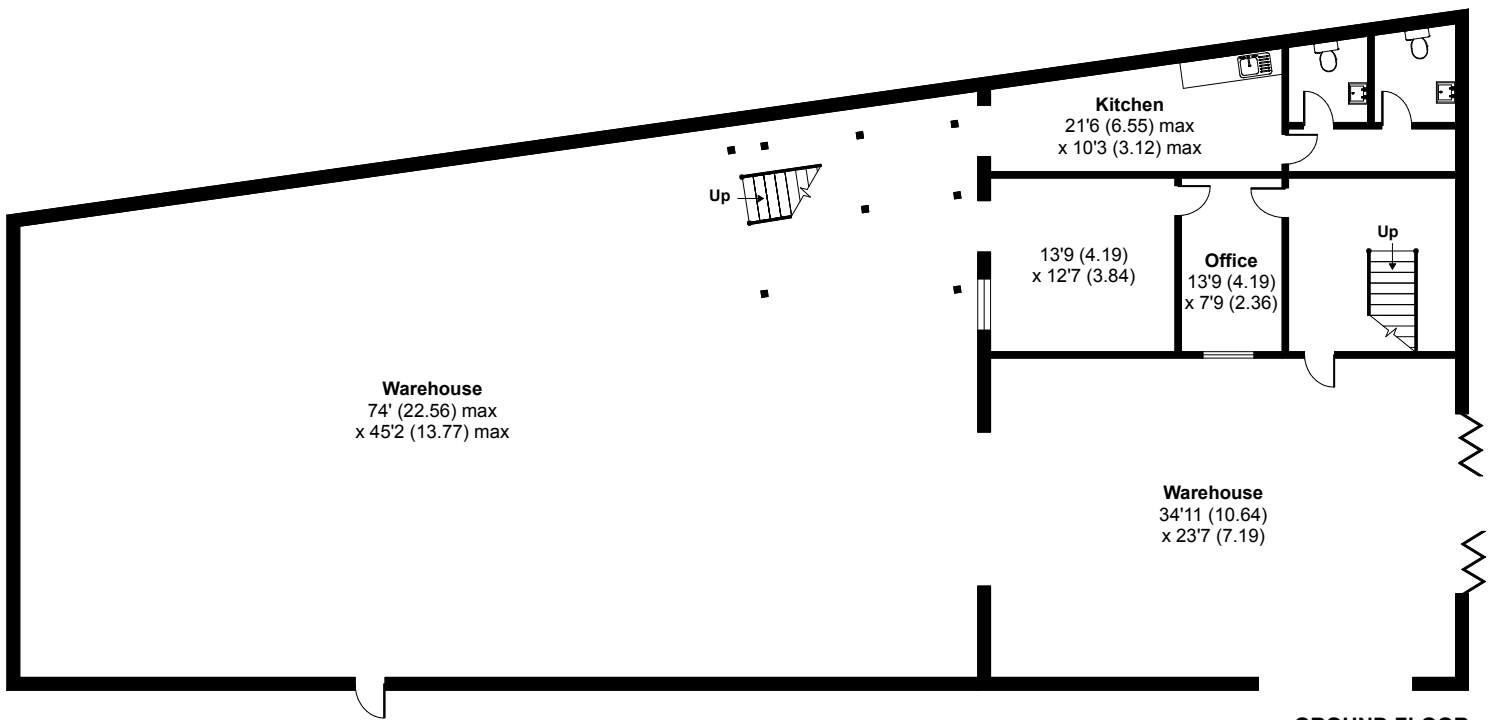 Kitchen
21'6 (6.55) max
x 10'3 (3.12) max
Up
13'9 (4.19)
x 12'7 (3.84)
Office
13'9 (4.19)
x 7'9 (2.36)
Up
Warehouse
74' (22.56) max
x 45'2 (13.77) max
Warehouse
34'11 (10.64)
x 23'7 (7.19)
GROUND FLOOR